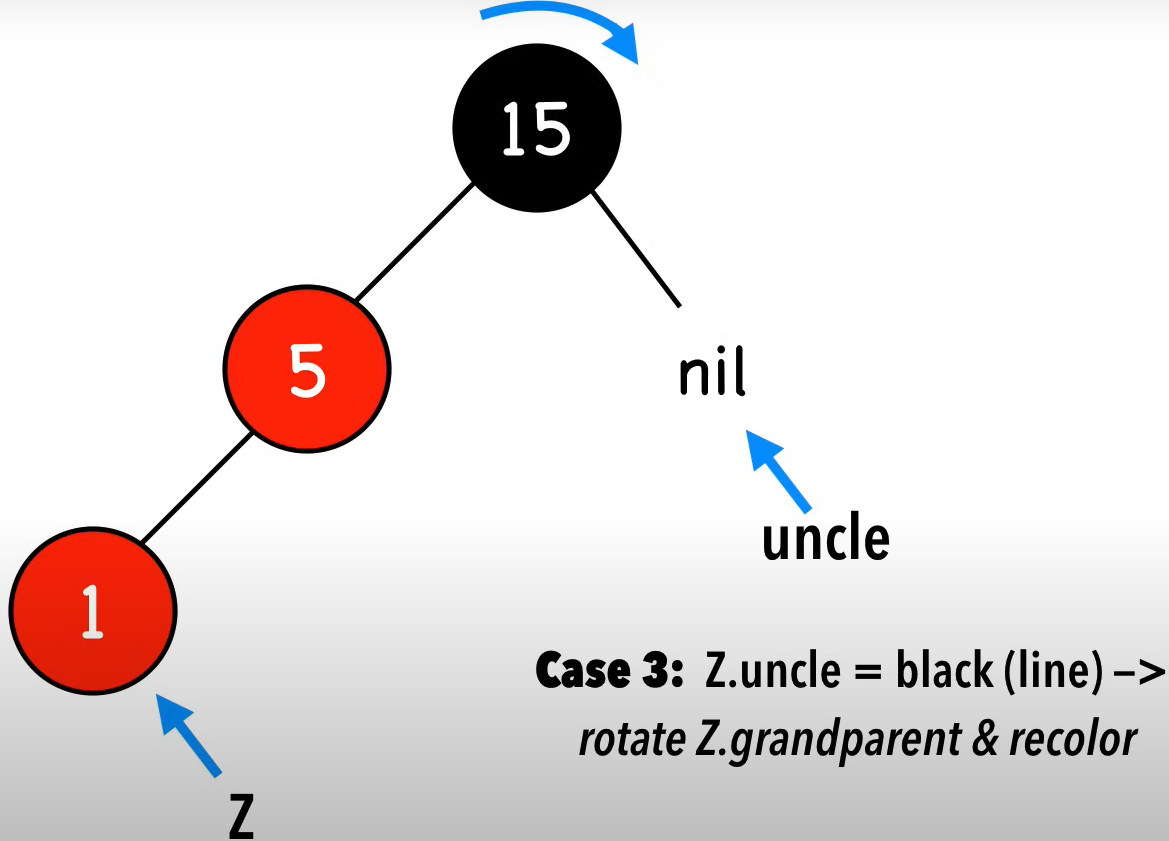 15
5
nil
uncle
1
Case 3: Z.uncle = black (line) –>
rotate Z.grandparent & recolor
Z